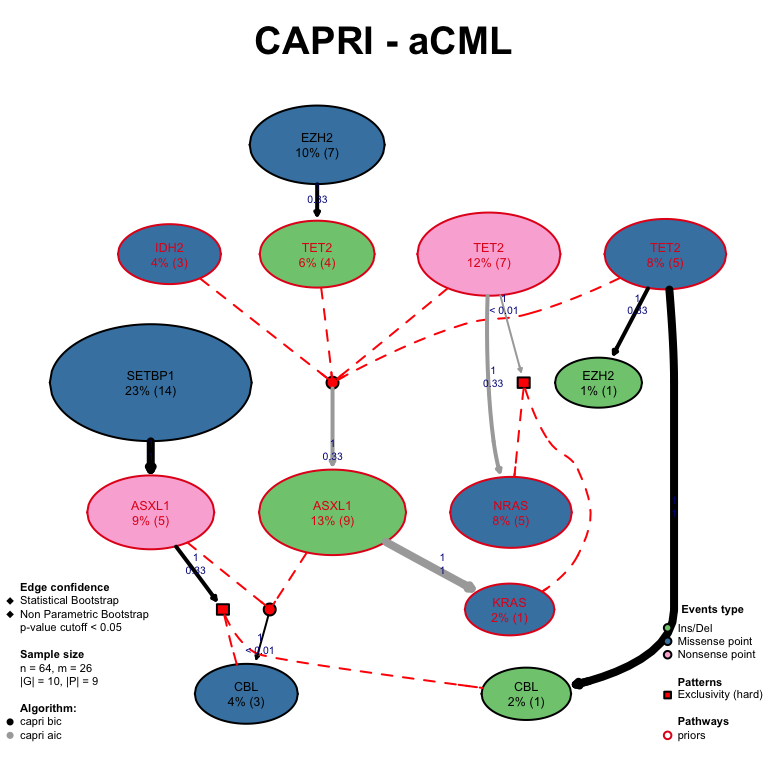 CAPRI - aCML
EZH2
10% (7)
0.33
IDH2
4% (3)
TET2
6% (4)
TET2
12% (7)
TET2
8% (5)
1
< 0.01
1
0.33
SETBP1
23% (14)
1
0.33
EZH2
1% (1)
1
0.33
ASXL1
9% (5)
ASXL1
13% (9)
NRAS
8% (5)
1
0.33
1
1
KRAS
2% (1)
1
< 0.01
CBL
4% (3)
CBL
2% (1)
Edge confidence
Statistical Bootstrap
Non Parametric Bootstrap
p-value cutoff < 0.05
Sample size
n = 64, m = 26
|G| = 10, |P| = 9
Algorithm:
capri bic
capri aic
Events type
Ins/Del
Missense point
Nonsense point
Patterns
Exclusivity (hard)
Pathways
priors